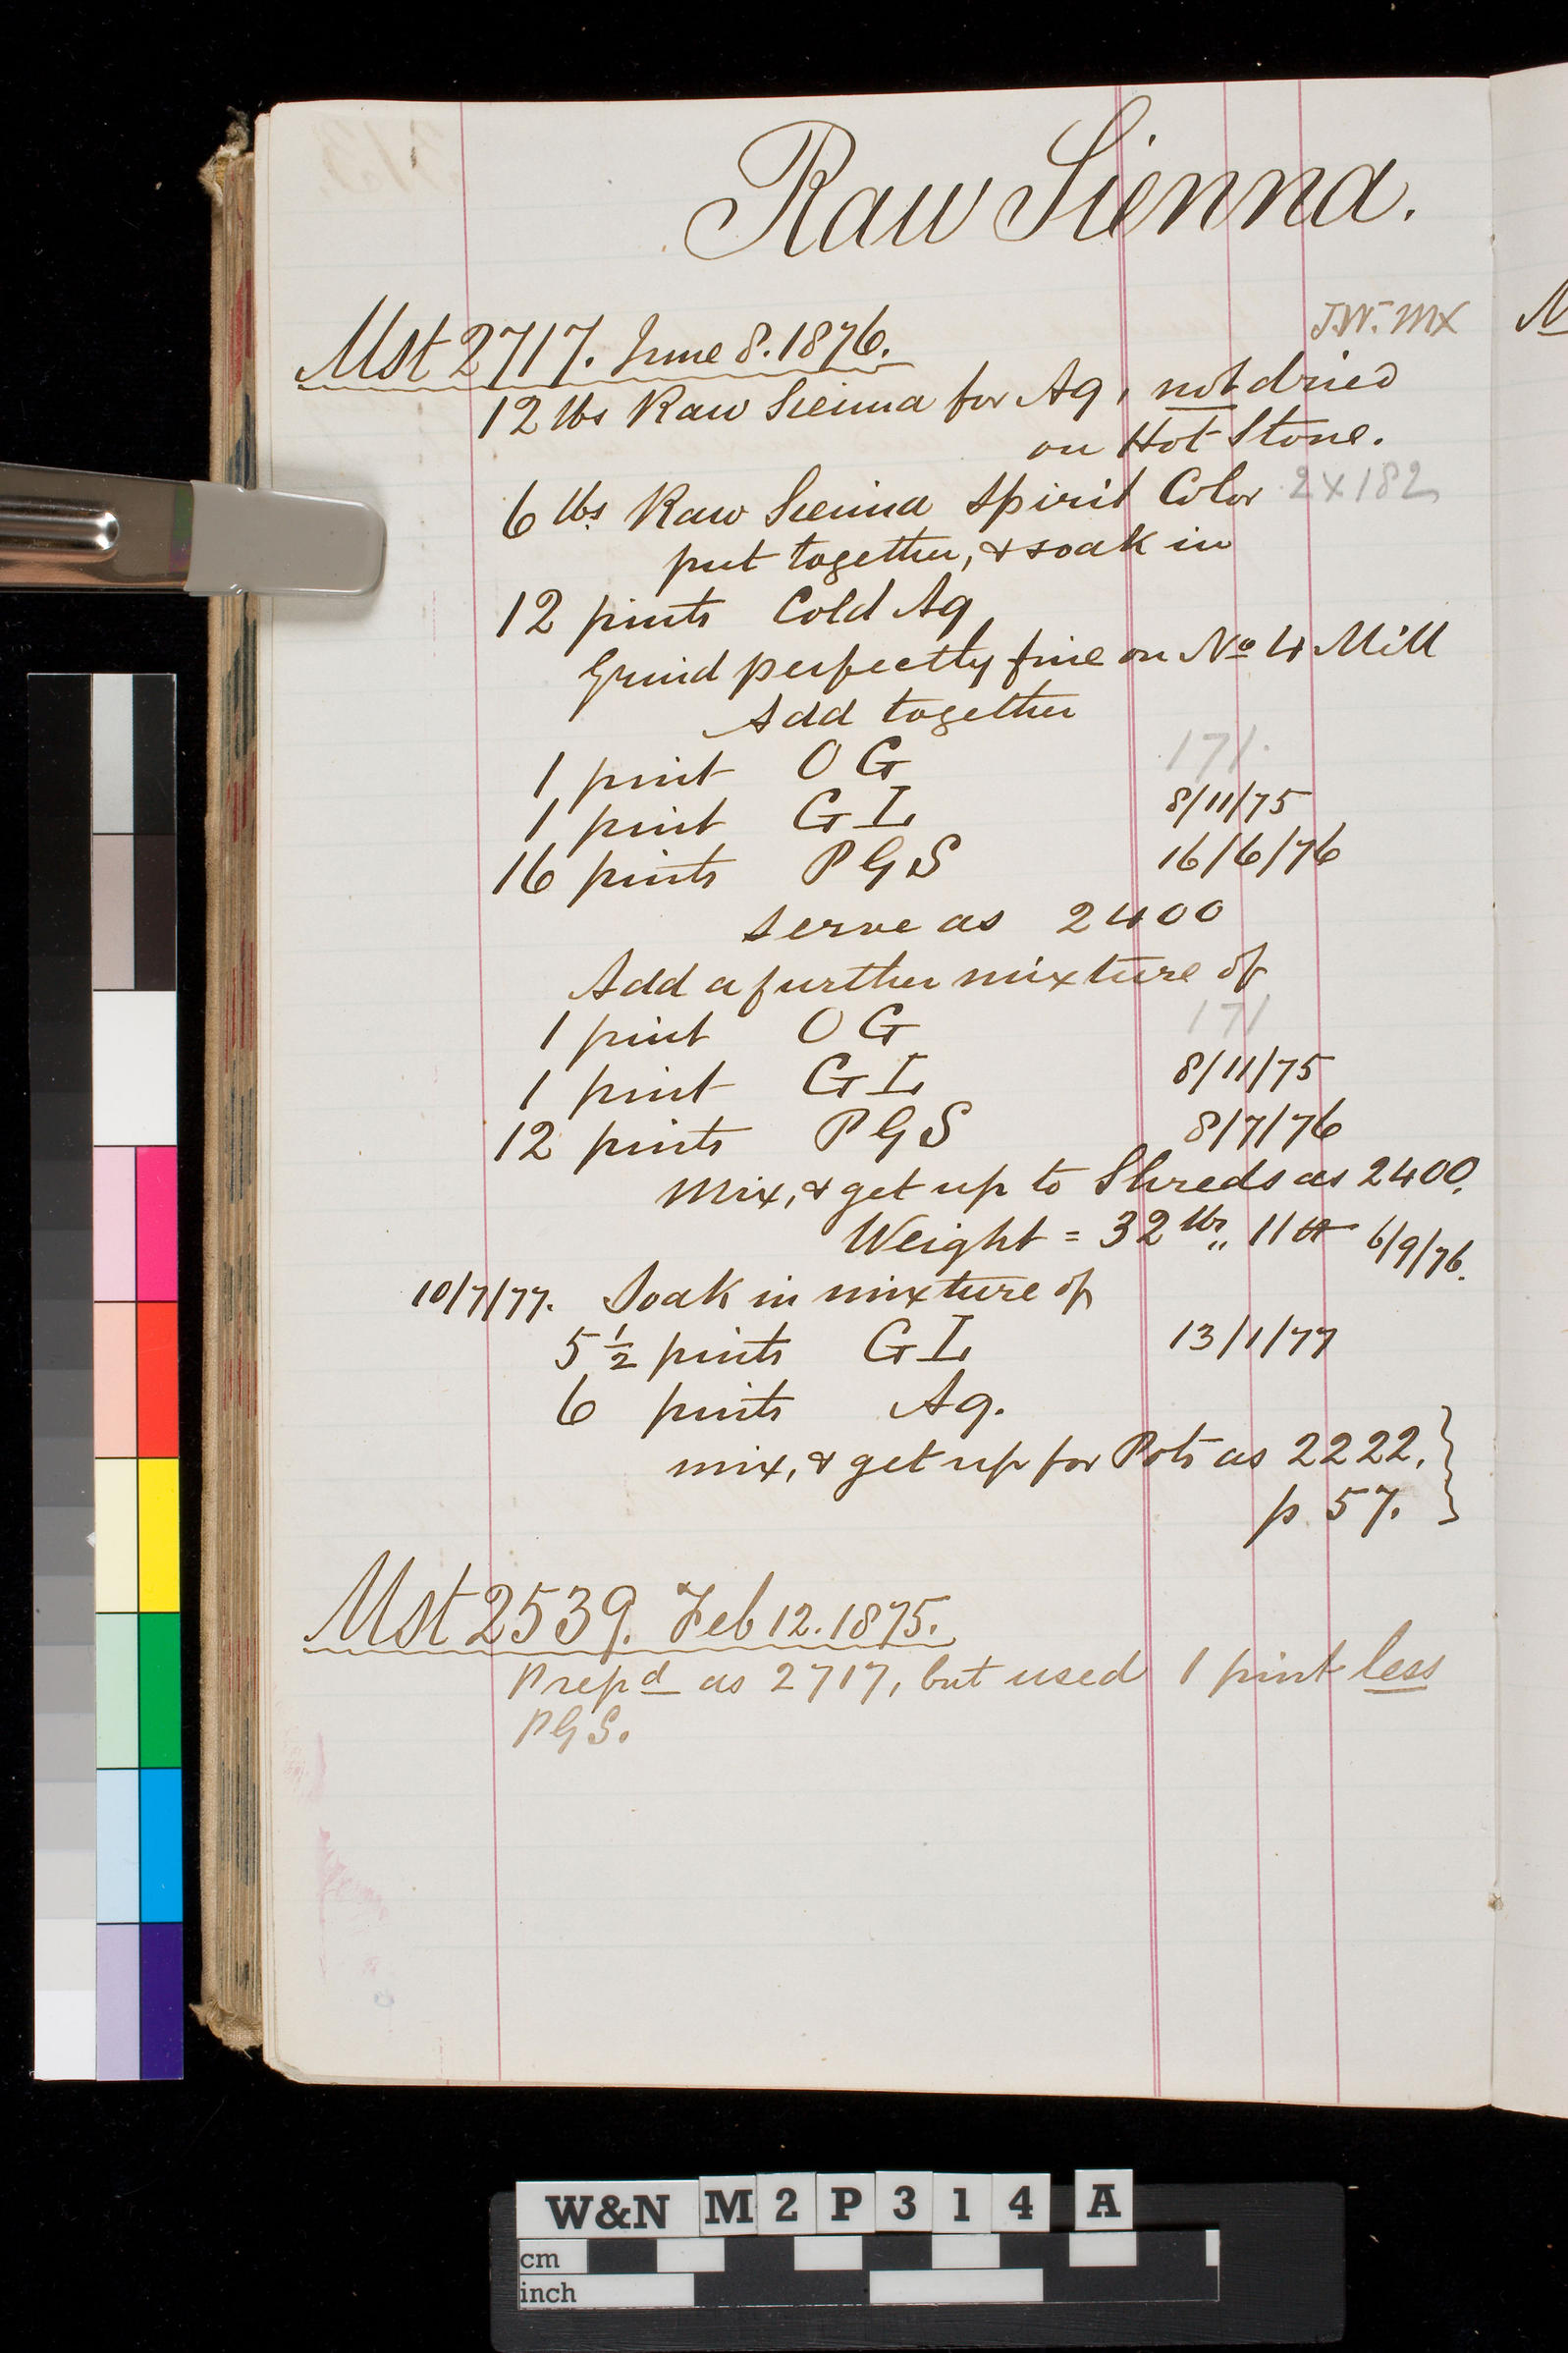 Raw Sienna.
J.W. Mx
Mst 2717. June 8. 1876.
12 lbs Raw Sienna for Aq, not dried
on Hot Stone.
6 lbs Raw Sienna Spirit Color 2x182
put together, & soak in
12 pints Cold Aq
Grind perfectly fine on No 4 Mill
Add together
1 pint O G 171.
1 pint G L 8/11/75
16 pints P G S 16/6/76
serve as 2400
Add a further mixture of
1 pint O G 171
1 pint G L 8/11/75
12 pints P G S 8/7/76
Mix, & get up to Shreds as 2400.
Weight = 32 lbs,, 11 6/9/76.
10/7/77. Soak in mixture of
5 1/2 pints G L 13/1/77
6 pints Aq.
mix, & get up for Pots as 2222. }
p. 57. }
Mst 2539. Feb 12. 1875.
Prepd as 2717, but used 1 pint less
P G S.
W&N M 2 P 3 1 4 A
cm
inch